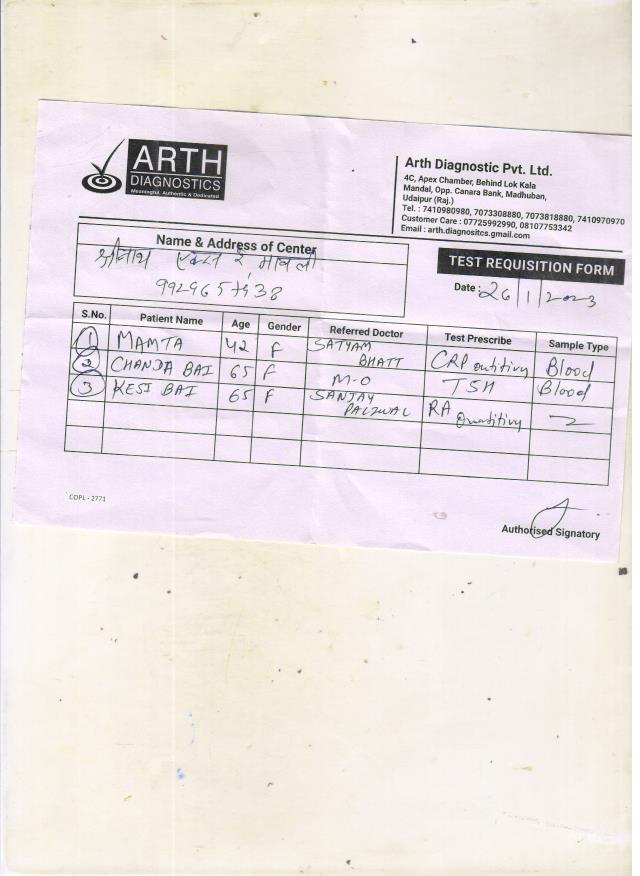 ARTH
DIAGNOSTICS
Meaningful, Authentic & Dedicated
Arth Diagnostic Pvt. Ltd.
4C, Apex Chamber, Behind Lok Kala
Mandal, Opp. Canara Bank, Madhuban,
Udaipur (Raj.)
Tel. : 7410980980, 7073308880, 7073818880, 7410970970
Customer Care : 07725992990, 08107753342
Email : arth.diagnositcs.gmail.com
Name & Address of Center
TEST REQUISITION FORM
Date : 26/1/2023
S.No. Patient Name Age Gender Referred Doctor Test Prescribe Sample Type
1 MAMTA 42 F SATYAM BHATT CRP Blood
2 CHANDA BAI 65 F M-O TSH Blood
3 KESI BAI 65 F SANJAY PALIWAL RA
COPL - 2771
Authorised Signatory